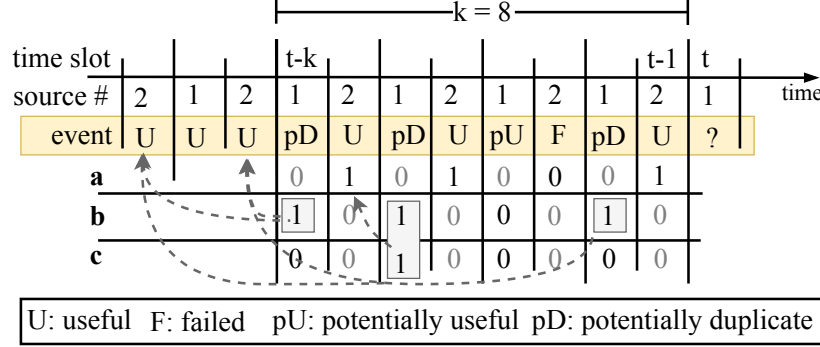 k = 8
time slot t-k t-1 t
time
source # 2 1 2 1 2 1 2 1 2 1 2 1
event U U U pD U pD U pU F pD U ?
a 0 1 0 1 0 0 0 1
b 1 0 1 0 0 0 1 0
c 0 0 1 0 0 0 0 0
U: useful F: failed pU: potentially useful pD: potentially duplicate